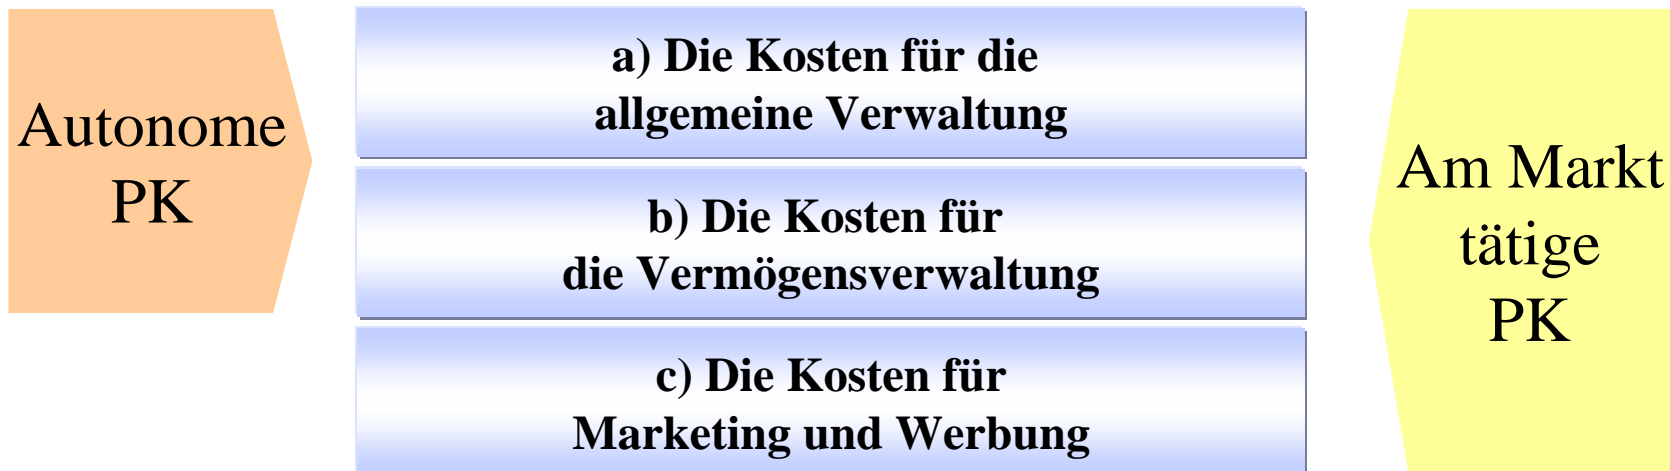 Autonome
PK
a) Die Kosten für die
allgemeine Verwaltung
b) Die Kosten für
die Vermögensverwaltung
c) Die Kosten für
Marketing und Werbung
Am Markt
tätige
PK